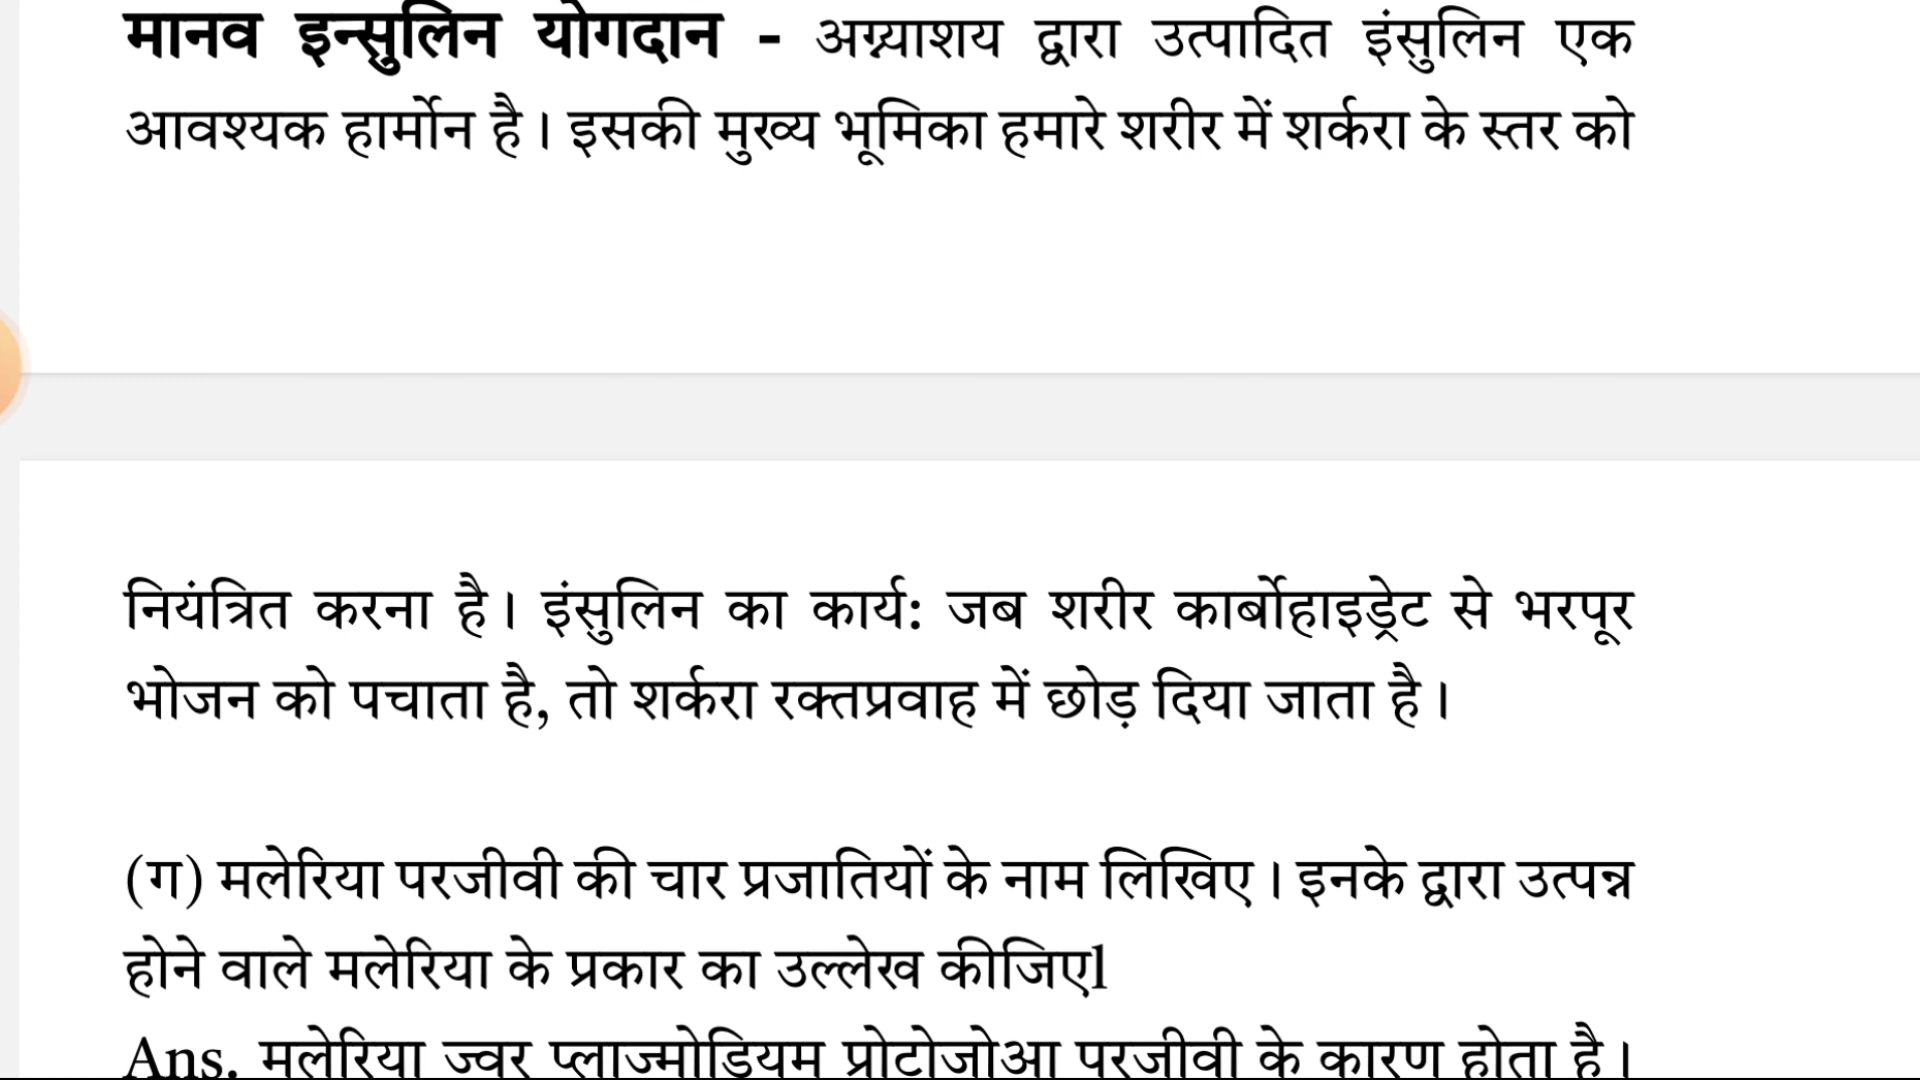 मानव इन्सुलिन योगदान - अग्न्याशय द्वारा उत्पादित इंसुलिन एक
आवश्यक हार्मोन है। इसकी मुख्य भूमिका हमारे शरीर में शर्करा के स्तर को
नियंत्रित करना है। इंसुलिन का कार्य: जब शरीर कार्बोहाइड्रेट से भरपूर
भोजन को पचाता है, तो शर्करा रक्तप्रवाह में छोड़ दिया जाता है।
(ग) मलेरिया परजीवी की चार प्रजातियों के नाम लिखिए। इनके द्वारा उत्पन्न
होने वाले मलेरिया के प्रकार का उल्लेख कीजिएl
Ans. मलेरिया ज्वर प्लाज्मोडियम प्रोटोजोआ परजीवी के कारण होता है।